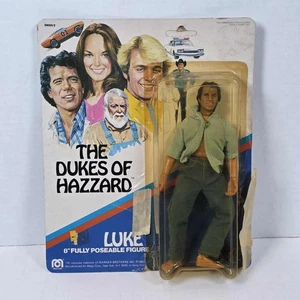 THE
DUKES OF
HAZZARD
LUKE
8" FULLY POSEABLE FIGURE